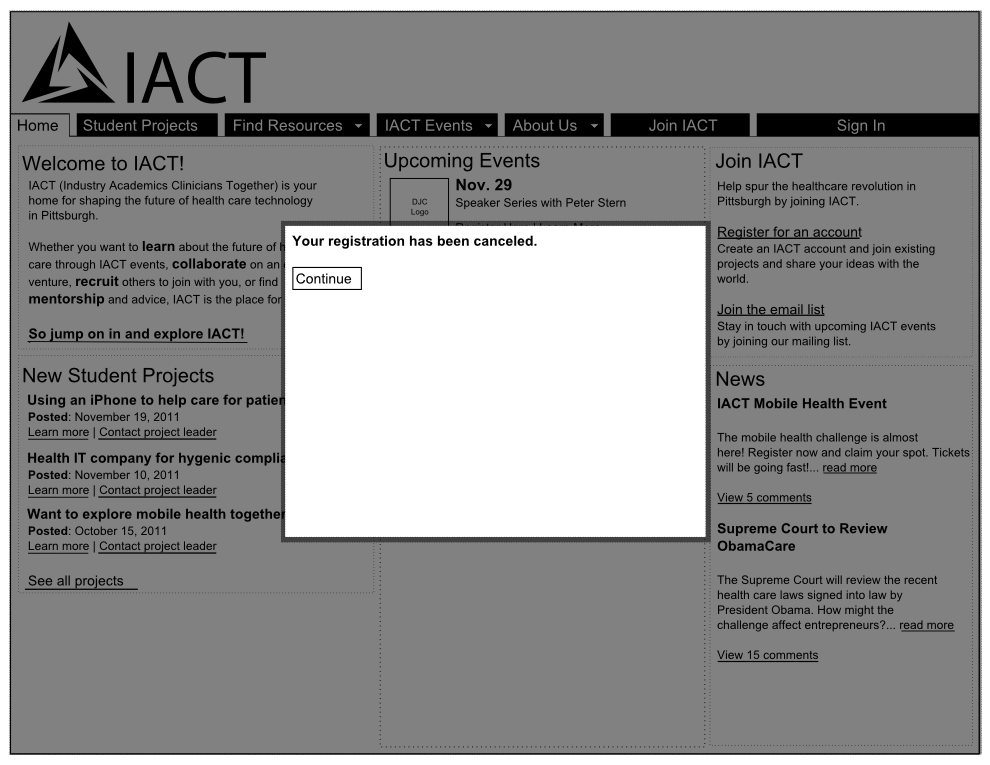 IACT
Home
Student Projects
Find Resources
IACT Events
About Us
Join IACT
Sign In
Welcome to IACT!
IACT (Industry Academics Clinicians Together) is your
home for shaping the future of health care technology
in Pittsburgh.
Whether you want to learn about the future of
care through IACT events, collaborate on an
venture, recruit others to join with you, or find
mentorship and advice, IACT is the place for
So jump on in and explore IACT!
New Student Projects
Using an iPhone to help care for
Posted: November 19, 2011
Learn more | Contact project leader
Health IT company for hygenic
Posted: November 10, 2011
Learn more | Contact project leader
Want to explore mobile health together
Posted: October 15, 2011
Learn more | Contact project leader
See all projects
Upcoming Events
DJC
Logo
Nov. 29
Speaker Series with Peter Stern
Your registration has been canceled.
Continue
Join IACT
Help spur the healthcare revolution in
Pittsburgh by joining IACT.
Register for an account
Create an IACT account and join existing
projects and share your ideas with the
world.
Join the email list
Stay in touch with upcoming IACT events
by joining our mailing list.
News
IACT Mobile Health Event
The mobile health challenge is almost
here! Register now and claim your spot. Tickets
will be going fast!... read more
View 5 comments
Supreme Court to Review
ObamaCare
The Supreme Court will review the recent
health care laws signed into law by
President Obama. How might the
challenge affect entrepreneurs?... read more
View 15 comments